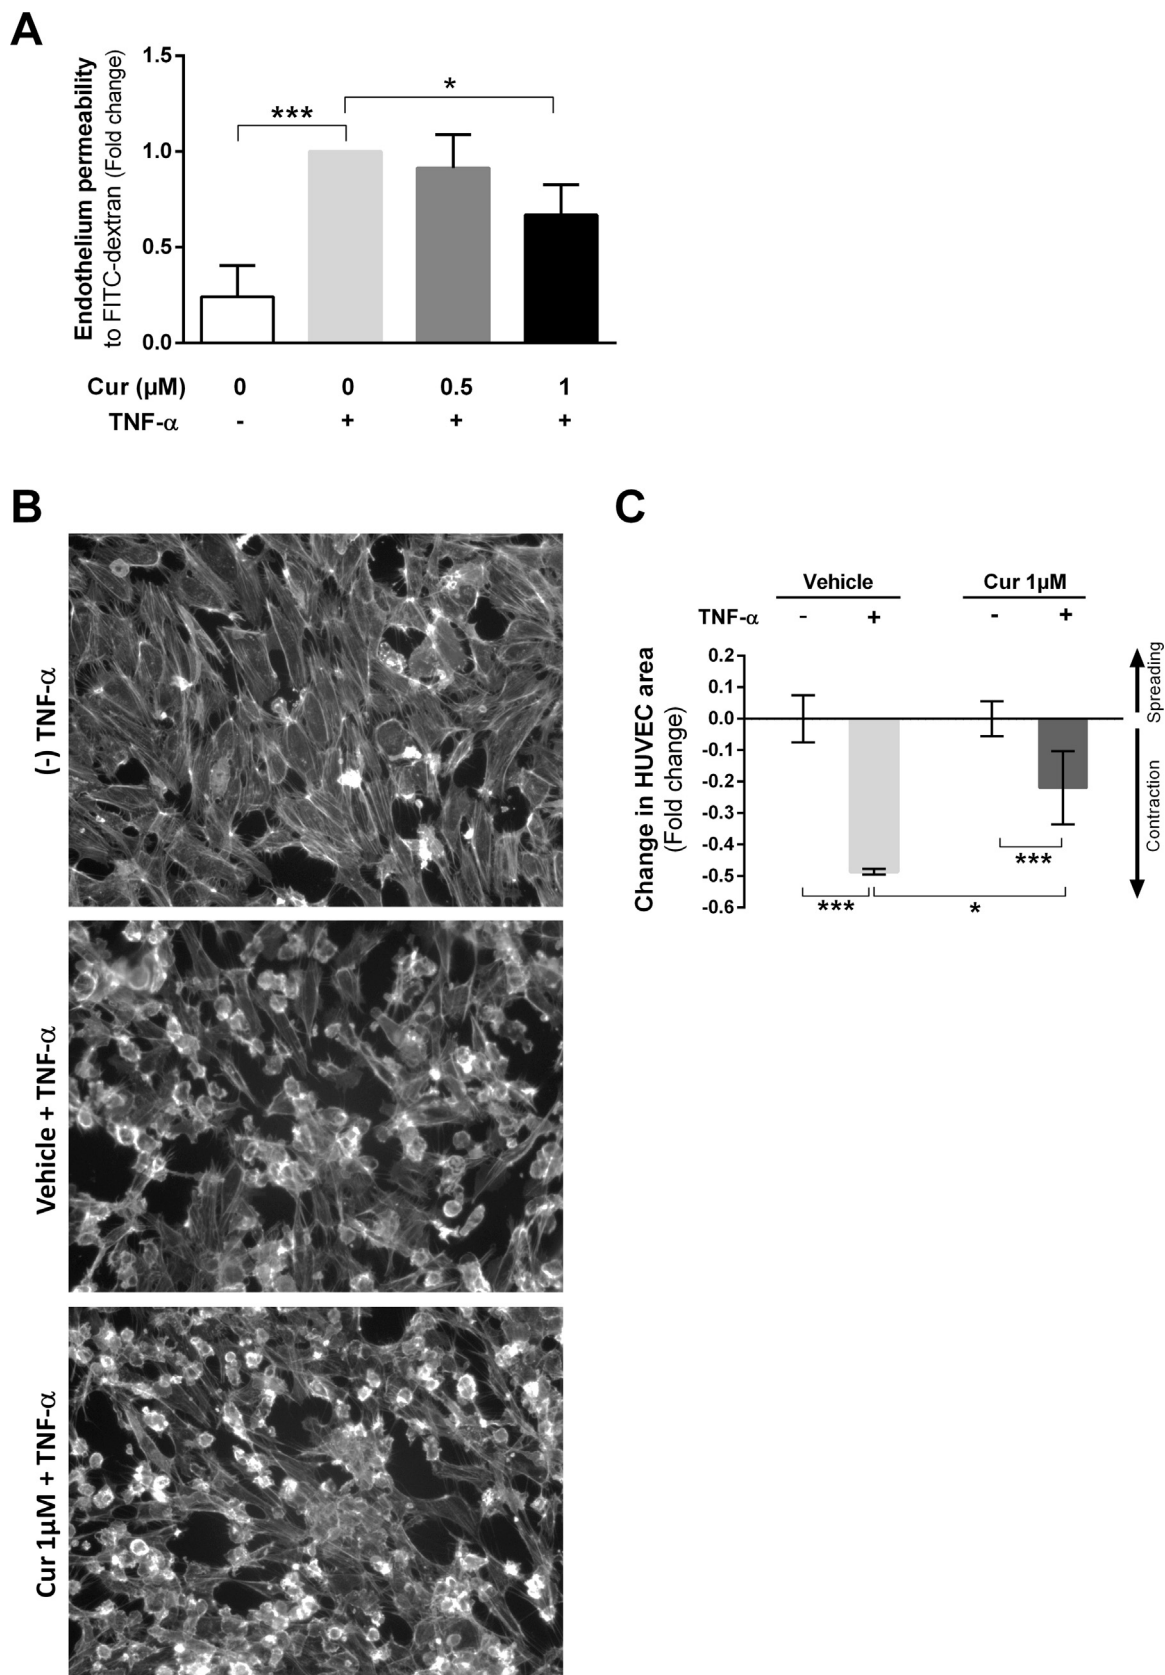 A
Endothelium permeability
to FITC-dextran (Fold change)
1.5
1.0
0.5
0.0
***
*
Cur (µM) 0 0 0.5 1
TNF-α - + + +
B
(-) TNF-α
Vehicle + TNF-α
Cur 1µM + TNF-α
C
Vehicle Cur 1µM
TNF-α - + - +
Change in HUVEC area
(Fold change)
0.2
0.1
0.0
-0.1
-0.2
-0.3
-0.4
-0.5
-0.6
***
***
*
Spreading
Contraction